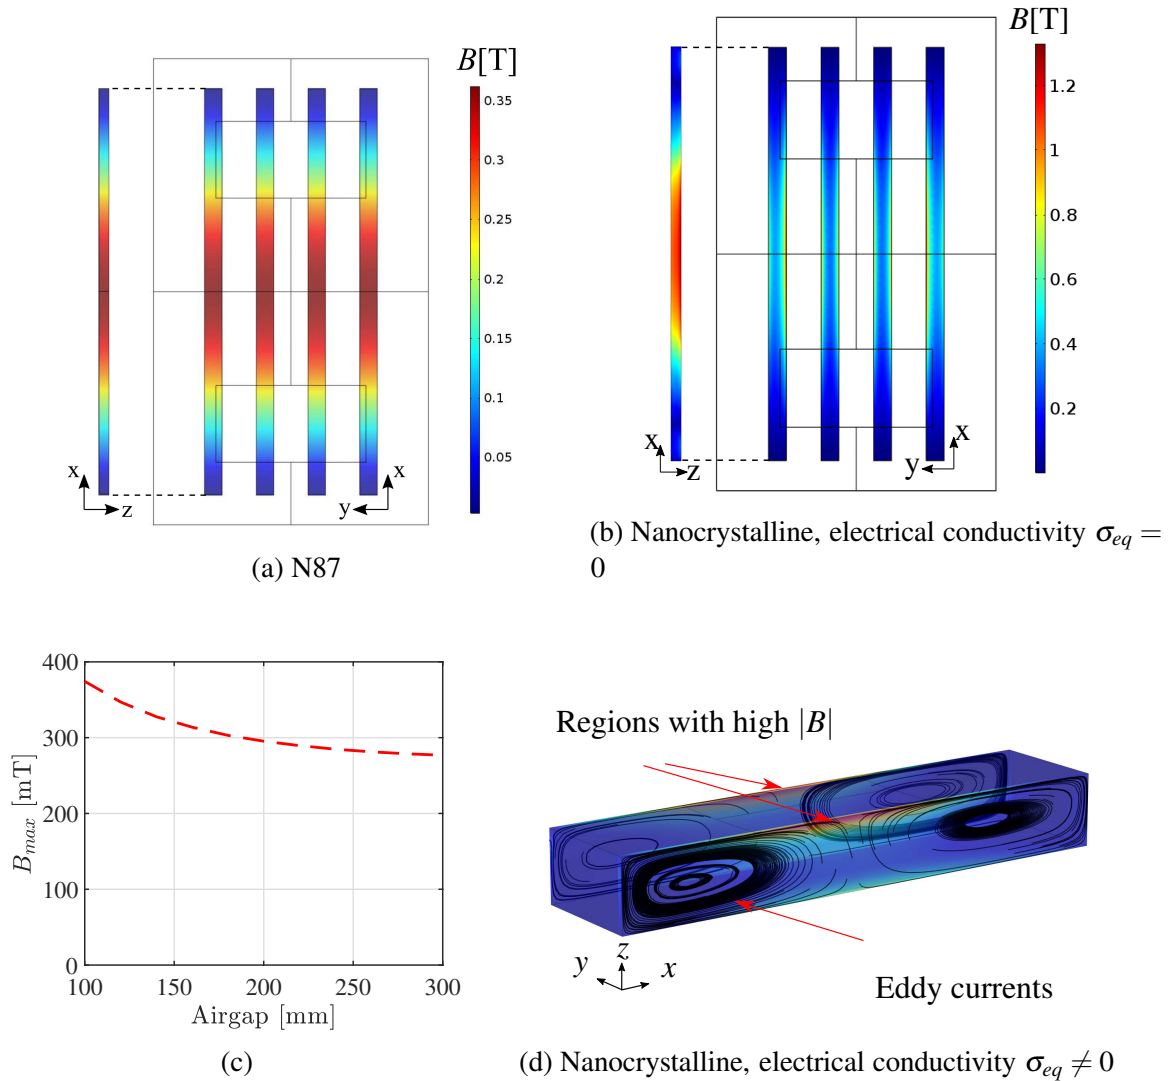 B[T]
0.35
0.3
0.25
0.2
0.15
0.1
0.05
x
z
x
y
(a) N87
B[T]
1.2
1
0.8
0.6
0.4
0.2
x
z
x
y
(b) Nanocrystalline, electrical conductivity σ_eq =
0
400
300
200
100
0
B_max [mT]
100 150 200 250 300
Airgap [mm]
(c)
Regions with high |B|
z
y
x
Eddy currents
(d) Nanocrystalline, electrical conductivity σ_eq ≠ 0